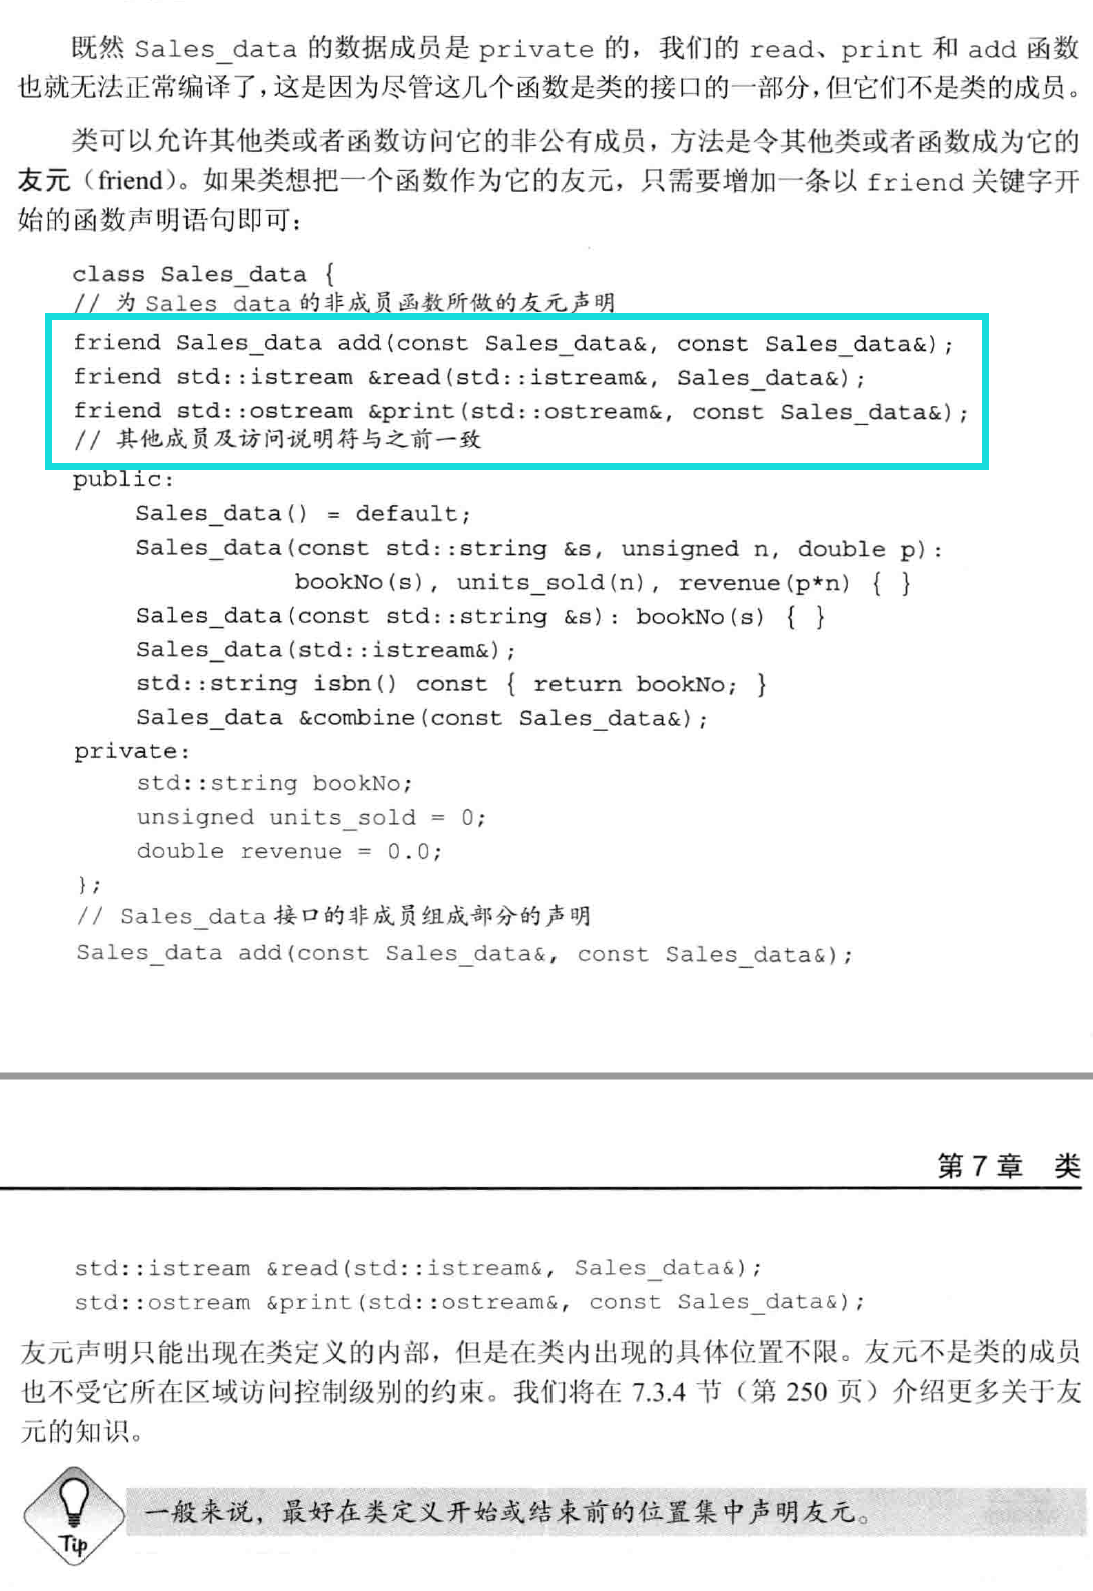 既然 Sales_data 的数据成员是 private 的，我们的 read、print 和 add 函数
也就无法正常编译了，这是因为尽管这几个函数是类的接口的一部分，但它们不是类的成员。
类可以允许其他类或者函数访问它的非公有成员，方法是令其他类或者函数成为它的
友元（friend）。如果类想把一个函数作为它的友元，只需要增加一条以 friend 关键字开
始的函数声明语句即可：
class Sales_data {
// 为 Sales_data 的非成员函数所做的友元声明
friend Sales_data add(const Sales_data&, const Sales_data&);
friend std::istream &read(std::istream&, Sales_data&);
friend std::ostream &print(std::ostream&, const Sales_data&);
// 其他成员及访问说明符与之前一致
public:
Sales_data() = default;
Sales_data(const std::string &s, unsigned n, double p):
bookNo(s), units_sold(n), revenue(p*n) { }
Sales_data(const std::string &s): bookNo(s) { }
Sales_data(std::istream&);
std::string isbn() const { return bookNo; }
Sales_data &combine(const Sales_data&);
private:
std::string bookNo;
unsigned units_sold = 0;
double revenue = 0.0;
};
// Sales_data 接口的非成员组成部分的声明
Sales_data add(const Sales_data&, const Sales_data&);
第 7 章 类
std::istream &read(std::istream&, Sales_data&);
std::ostream &print(std::ostream&, const Sales_data&);
友元声明只能出现在类定义的内部，但是在类内出现的具体位置不限。友元不是类的成员
也不受它所在区域访问控制级别的约束。我们将在 7.3.4 节（第 250 页）介绍更多关于友
元的知识。
一般来说，最好在类定义开始或结束前的位置集中声明友元。
Tip